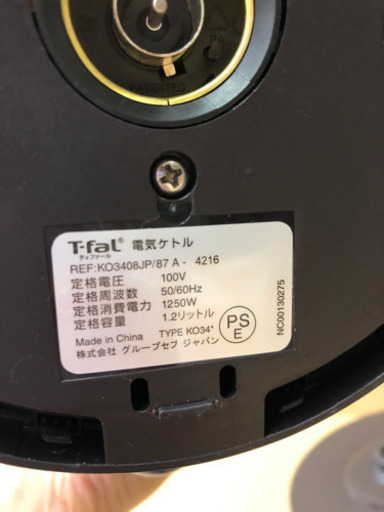 PATENTED
T-faL 電気ケトル
ティファール
REF:KO3408JP/87 A - 4216
定格電圧 100V
定格周波数 50/60Hz
定格消費電力 1250W
定格容量 1.2リットル
Made in China TYPE KO34*
株式会社 グループセブ ジャパン
PS
E
NC00130275